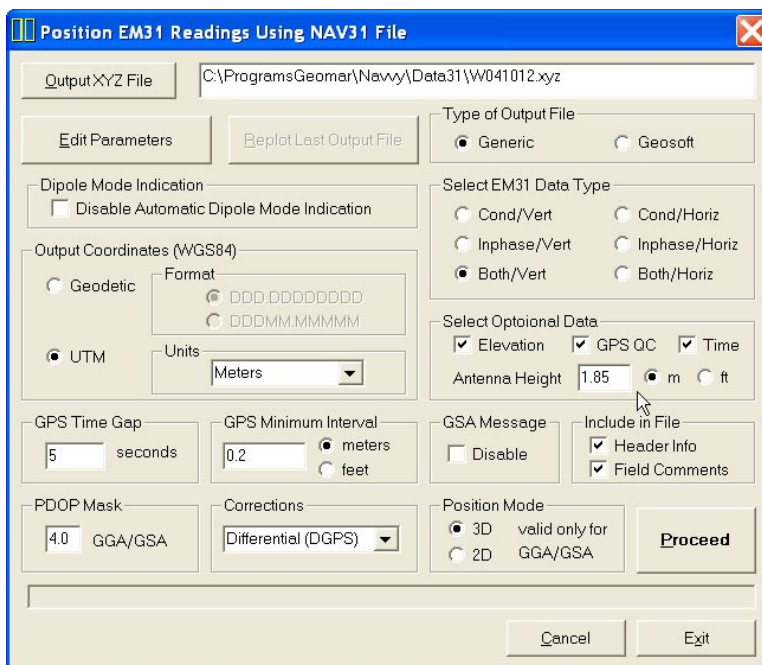 Position EM31 Readings Using NAV31 File
Output XYZ File
C:\ProgramsGeomar\Navvy\Data31\W041012.xyz
Edit Parameters
Replot Last Output File
Type of Output File
Generic
Geosoft
Dipole Mode Indication
Disable Automatic Dipole Mode Indication
Select EM31 Data Type
Cond/Vert
Cond/Horiz
Inphase/Vert
Inphase/Horiz
Both/Vert
Both/Horiz
Output Coordinates (WGS84)
Geodetic
Format
DDD.DDDDDDDD
DDDMM.MMMMM
UTM
Units
Meters
Select Optoional Data
Elevation
GPS QC
Time
Antenna Height
1.85
m
ft
GPS Time Gap
5
seconds
GPS Minimum Interval
0.2
meters
feet
GSA Message
Disable
Include in File
Header Info
Field Comments
PDOP Mask
4.0
GGA/GSA
Corrections
Differential (DGPS)
Position Mode
3D
2D
valid only for
GGA/GSA
Proceed
Cancel
Exit